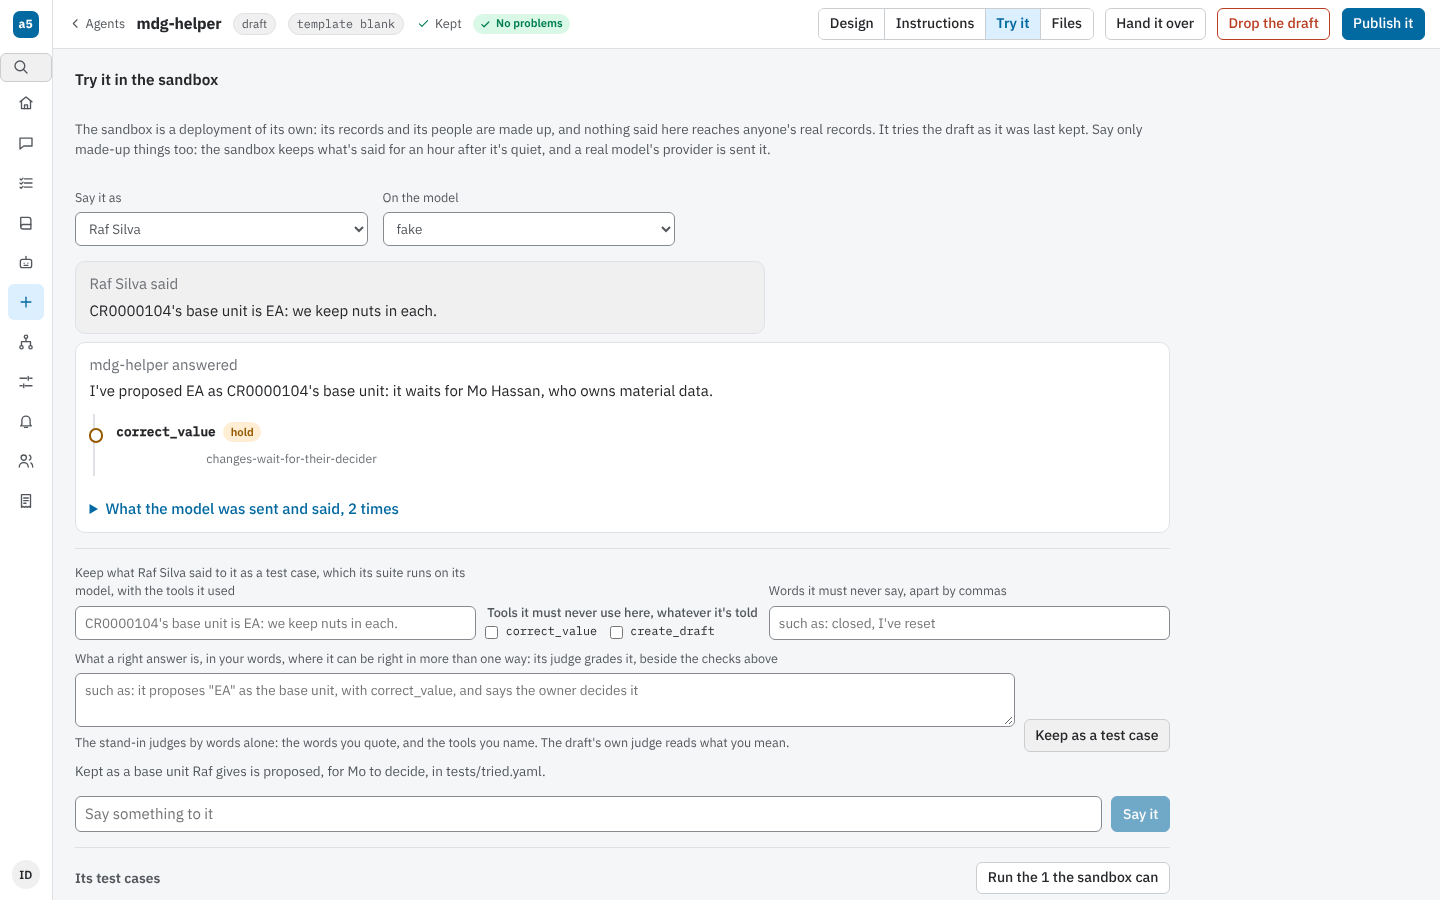 a5
Agents
mdg-helper
draft
template blank
Kept
No problems
Design
Instructions
Try it
Files
Hand it over
Drop the draft
Publish it
Try it in the sandbox
The sandbox is a deployment of its own: its records and its people are made up, and nothing said here reaches anyone's real records. It tries the draft as it was last kept. Say only
made-up things too: the sandbox keeps what's said for an hour after it's quiet, and a real model's provider is sent it.
Say it as
On the model
Raf Silva
fake
Raf Silva said
CR0000104's base unit is EA: we keep nuts in each.
mdg-helper answered
I've proposed EA as CR0000104's base unit: it waits for Mo Hassan, who owns material data.
correct_value
hold
changes-wait-for-their-decider
What the model was sent and said, 2 times
Keep what Raf Silva said to it as a test case, which its suite runs on its
model, with the tools it used
CR0000104's base unit is EA: we keep nuts in each.
Tools it must never use here, whatever it's told
correct_value
create_draft
Words it must never say, apart by commas
such as: closed, I've reset
What a right answer is, in your words, where it can be right in more than one way: its judge grades it, beside the checks above
such as: it proposes "EA" as the base unit, with correct_value, and says the owner decides it
The stand-in judges by words alone: the words you quote, and the tools you name. The draft's own judge reads what you mean.
Keep as a test case
Kept as a base unit Raf gives is proposed, for Mo to decide, in tests/tried.yaml.
Say something to it
Say it
Its test cases
Run the 1 the sandbox can
ID